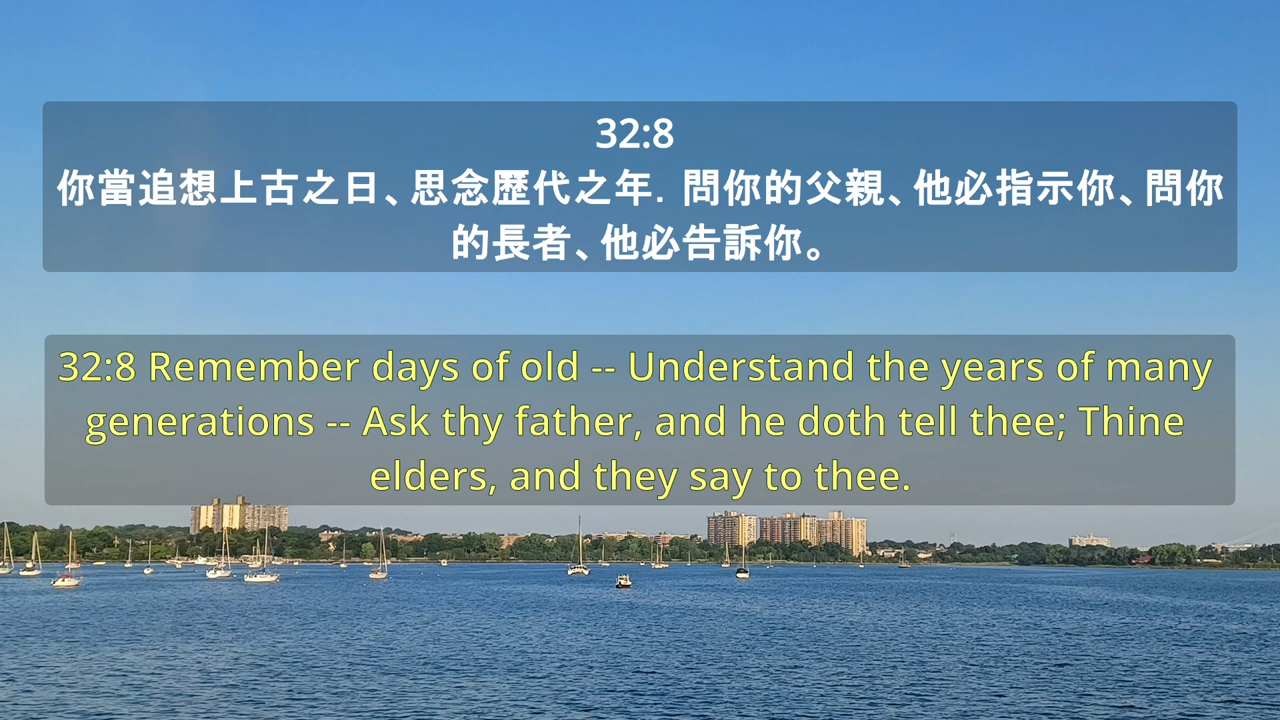 32:8
你當追想上古之日、思念歷代之年．問你的父親、他必指示你、問你
的長者、他必告訴你。
32:8 Remember days of old -- Understand the years of many
generations -- Ask thy father, and he doth tell thee; Thine
elders, and they say to thee.